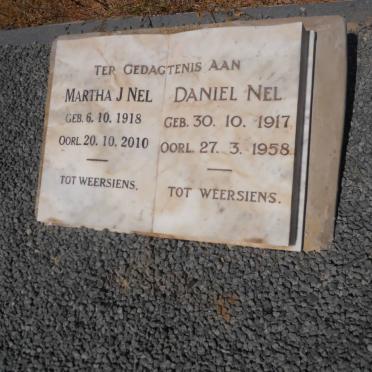 TER GEDAGTENIS AAN
MARTHA J NEL
GEB. 6. 10. 1918
OORL. 20. 10. 2010
TOT WEERSIENS.
DANIEL NEL
GEB. 30. 10. 1917
OORL. 27. 3. 1958
TOT WEERSIENS.